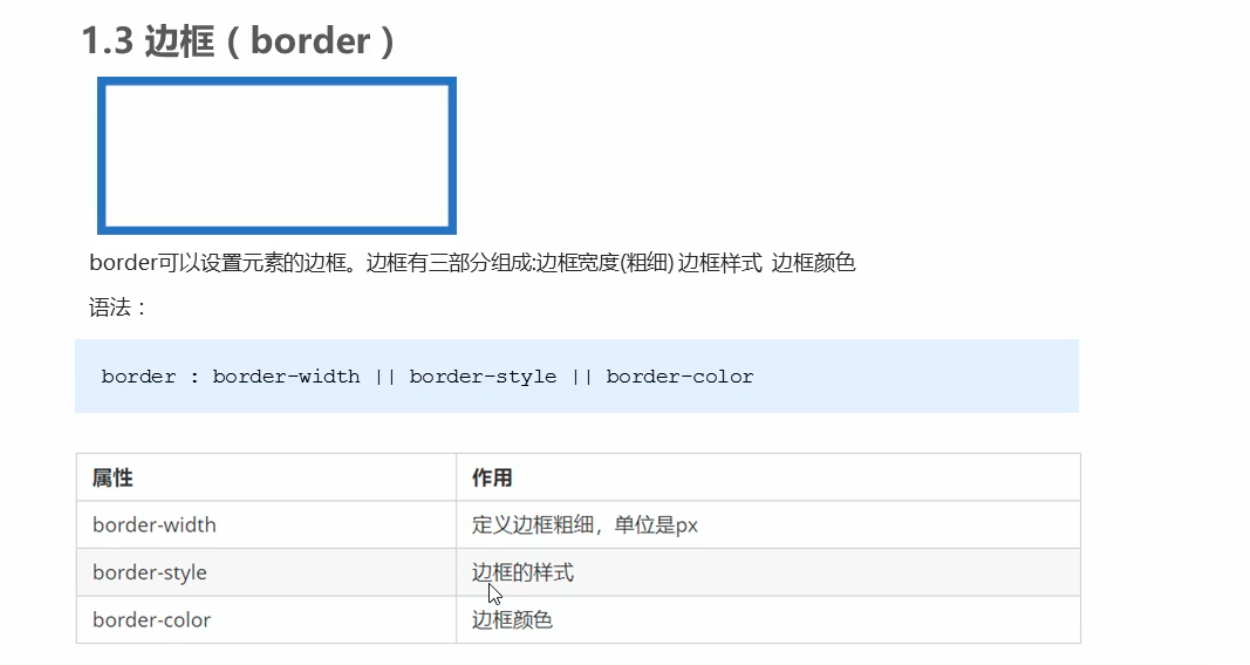 1.3 边框（border）
border可以设置元素的边框。边框有三部分组成:边框宽度(粗细) 边框样式 边框颜色
语法：
border : border-width || border-style || border-color
属性 作用
border-width 定义边框粗细，单位是px
border-style 边框的样式
border-color 边框颜色